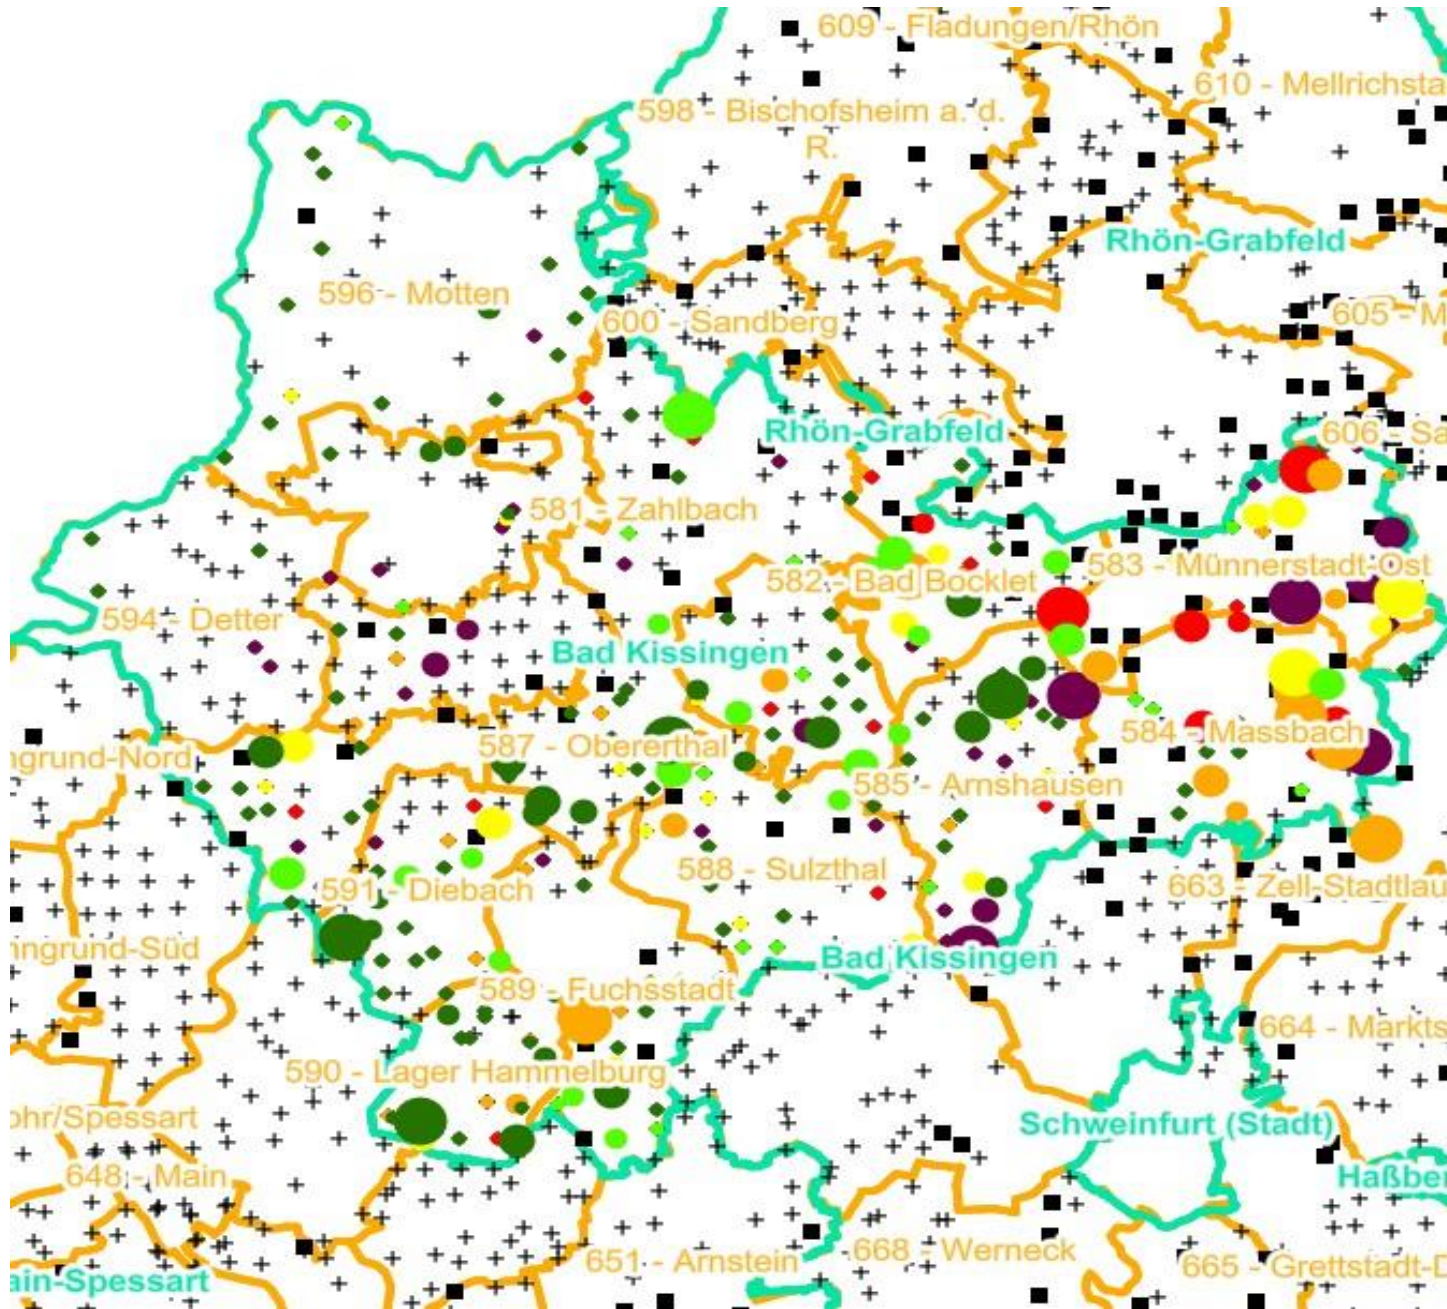 609 - Fladungen/Rhön
610 - Mellrichsta
598 - Bischofsheim a. d.
R.
Rhön-Grabfeld
596 - Motten
600 - Sandberg
605 - M
Rhön-Grabfeld
606 - Sa
581 - Zahlbach
582 - Bad Bocklet
583 - Münnerstadt-Ost
594 - Detter
Bad Kissingen
584 - Massbach
587 - Obererthal
ngrund-Nord
585 - Arnshausen
588 - Sulzthal
591 - Diebach
663 - Zell-Stadtlau
nngrund-Süd
Bad Kissingen
589 - Fuchsstadt
664 - Markts
590 - Lager Hammelburg
ohr/Spessart
Schweinfurt (Stadt)
648 - Main
Haßber
668 - Werneck
651 - Arnstein
665 - Grettstadt-D
ain-Spessart